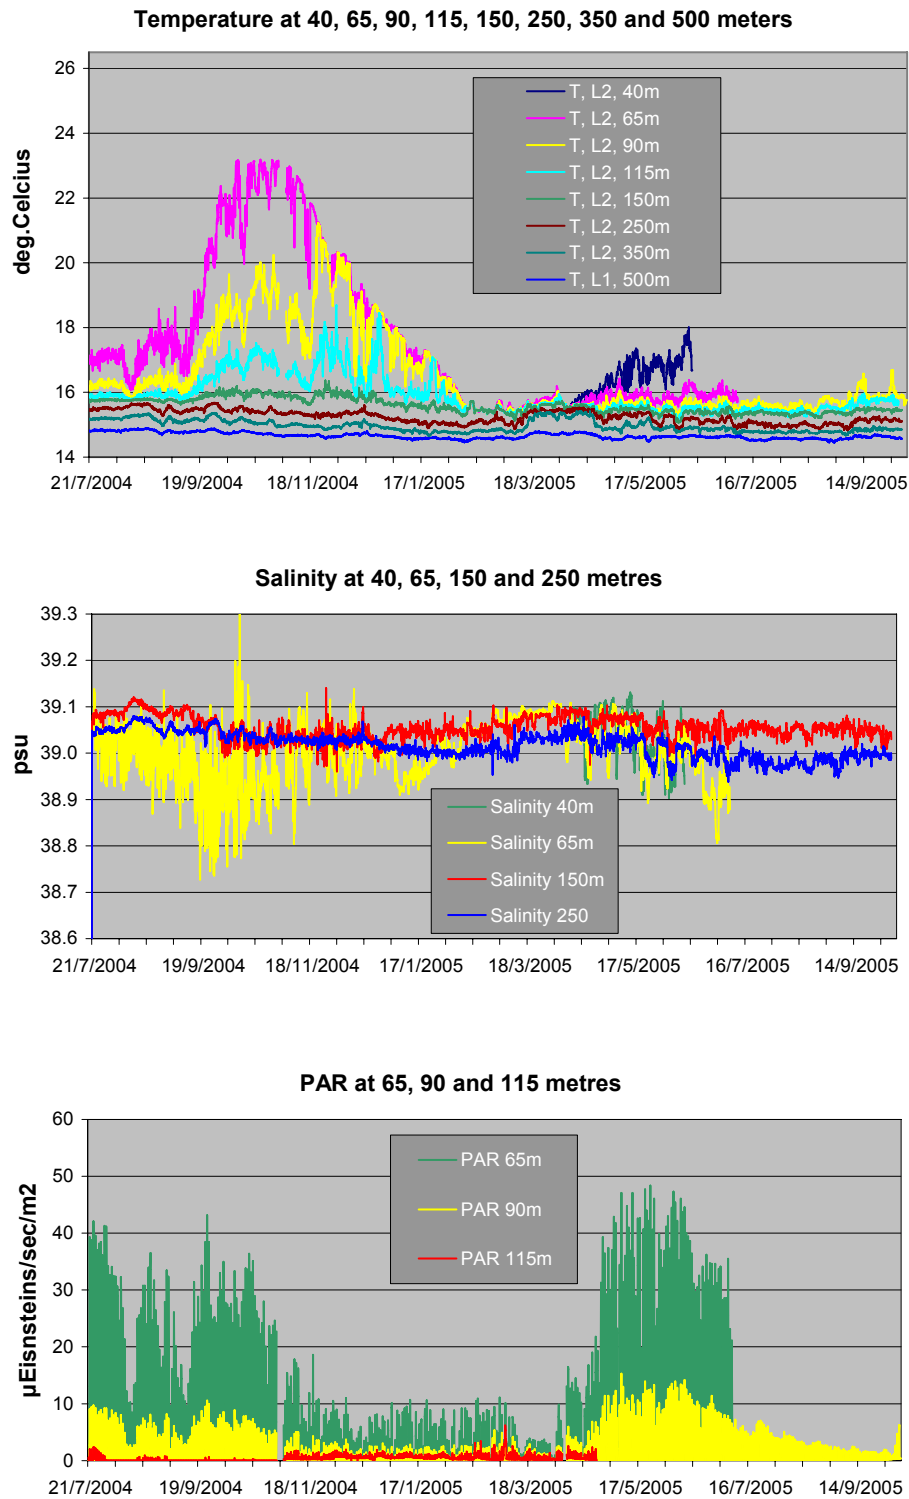 Temperature at 40, 65, 90, 115, 150, 250, 350 and 500 meters
deg.Celcius
26
24
22
20
18
16
14
T, L2, 40m
T, L2, 65m
T, L2, 90m
T, L2, 115m
T, L2, 150m
T, L2, 250m
T, L2, 350m
T, L1, 500m
21/7/2004 19/9/2004 18/11/2004 17/1/2005 18/3/2005 17/5/2005 16/7/2005 14/9/2005
Salinity at 40, 65, 150 and 250 metres
psu
39.3
39.2
39.1
39.0
38.9
38.8
38.7
38.6
Salinity 40m
Salinity 65m
Salinity 150m
Salinity 250
21/7/2004 19/9/2004 18/11/2004 17/1/2005 18/3/2005 17/5/2005 16/7/2005 14/9/2005
PAR at 65, 90 and 115 metres
µEisnsteins/sec/m2
60
50
40
30
20
10
0
PAR 65m
PAR 90m
PAR 115m
21/7/2004 19/9/2004 18/11/2004 17/1/2005 18/3/2005 17/5/2005 16/7/2005 14/9/2005